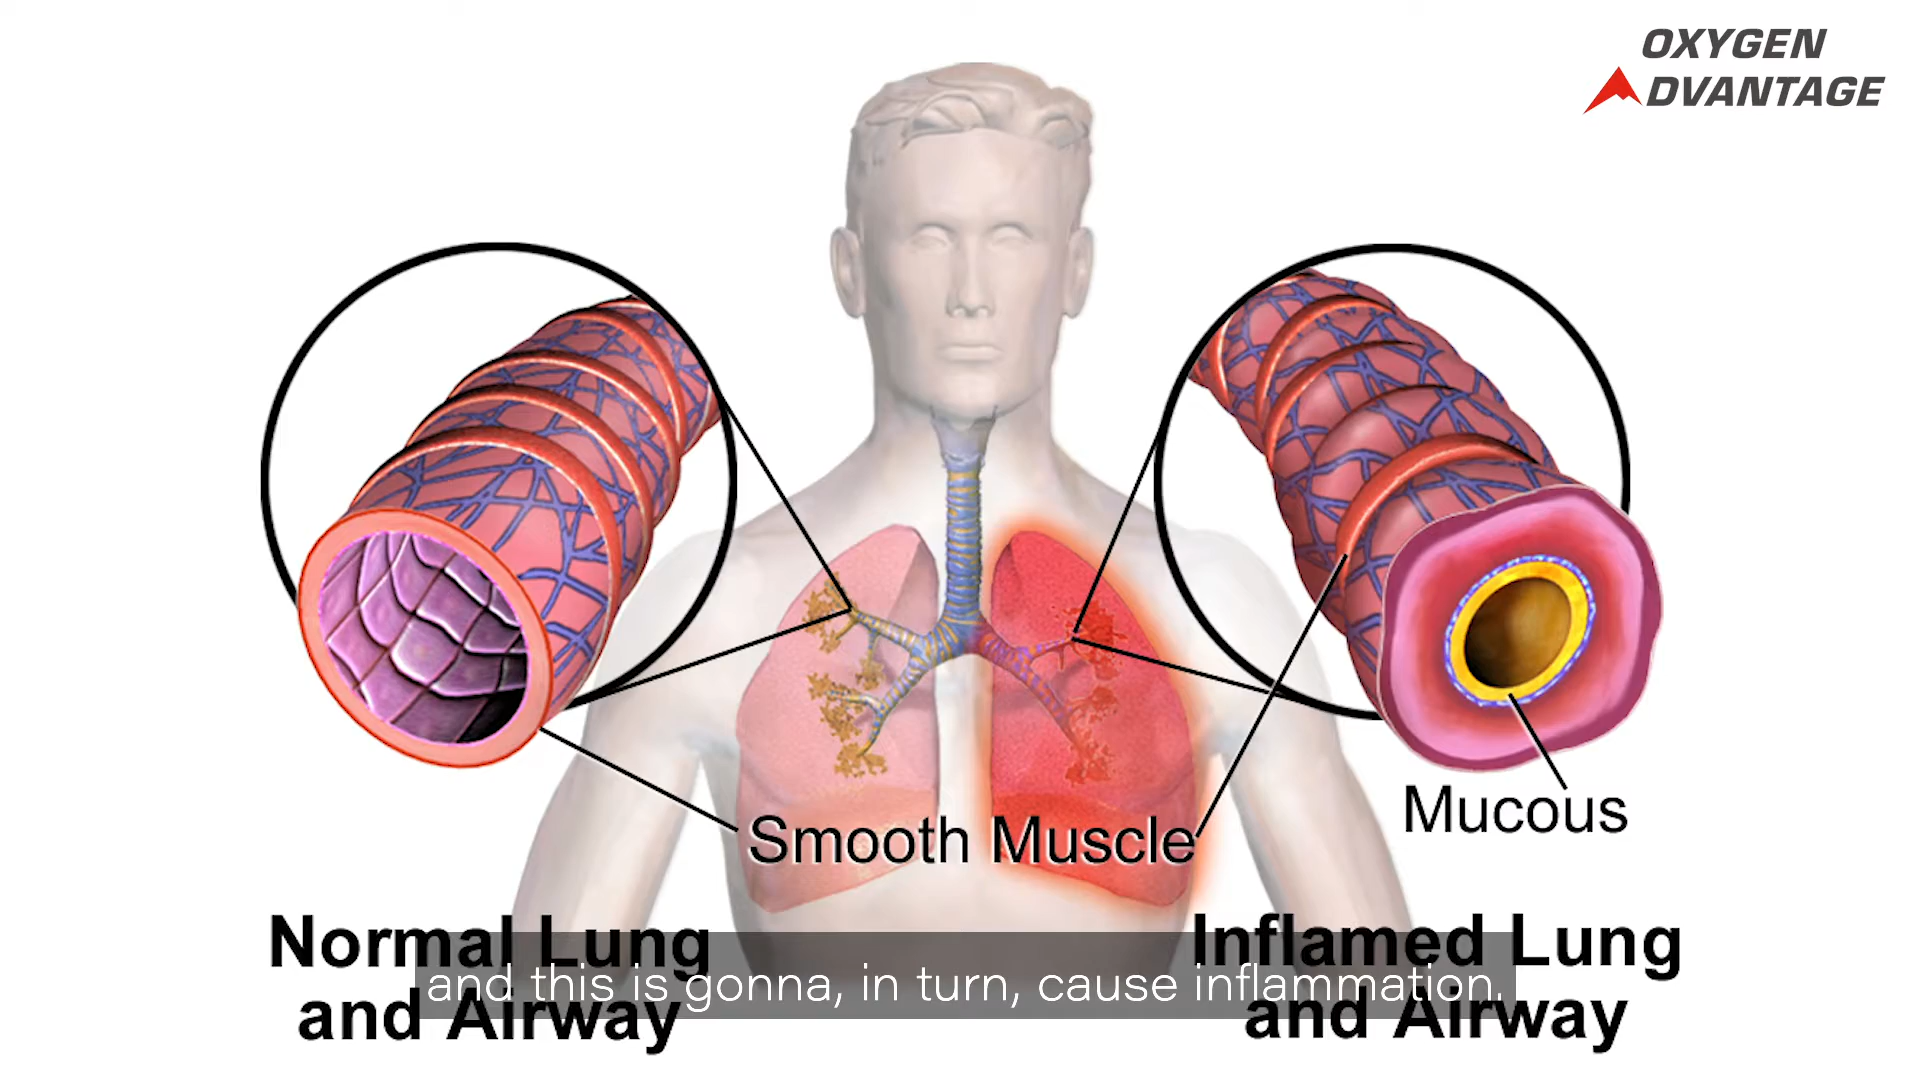 OXYGEN
ADVANTAGE
Smooth Muscle
Mucous
Normal Lung
and Airway
Inflamed Lung
and Airway
and this is gonna, in turn, cause inflammation.